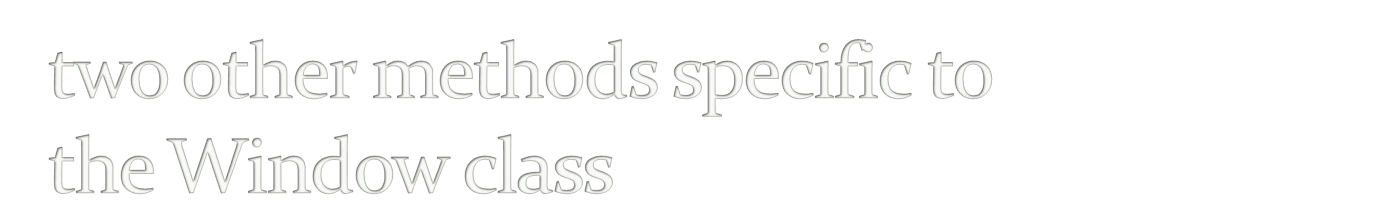 two other methods specific to
the Window class